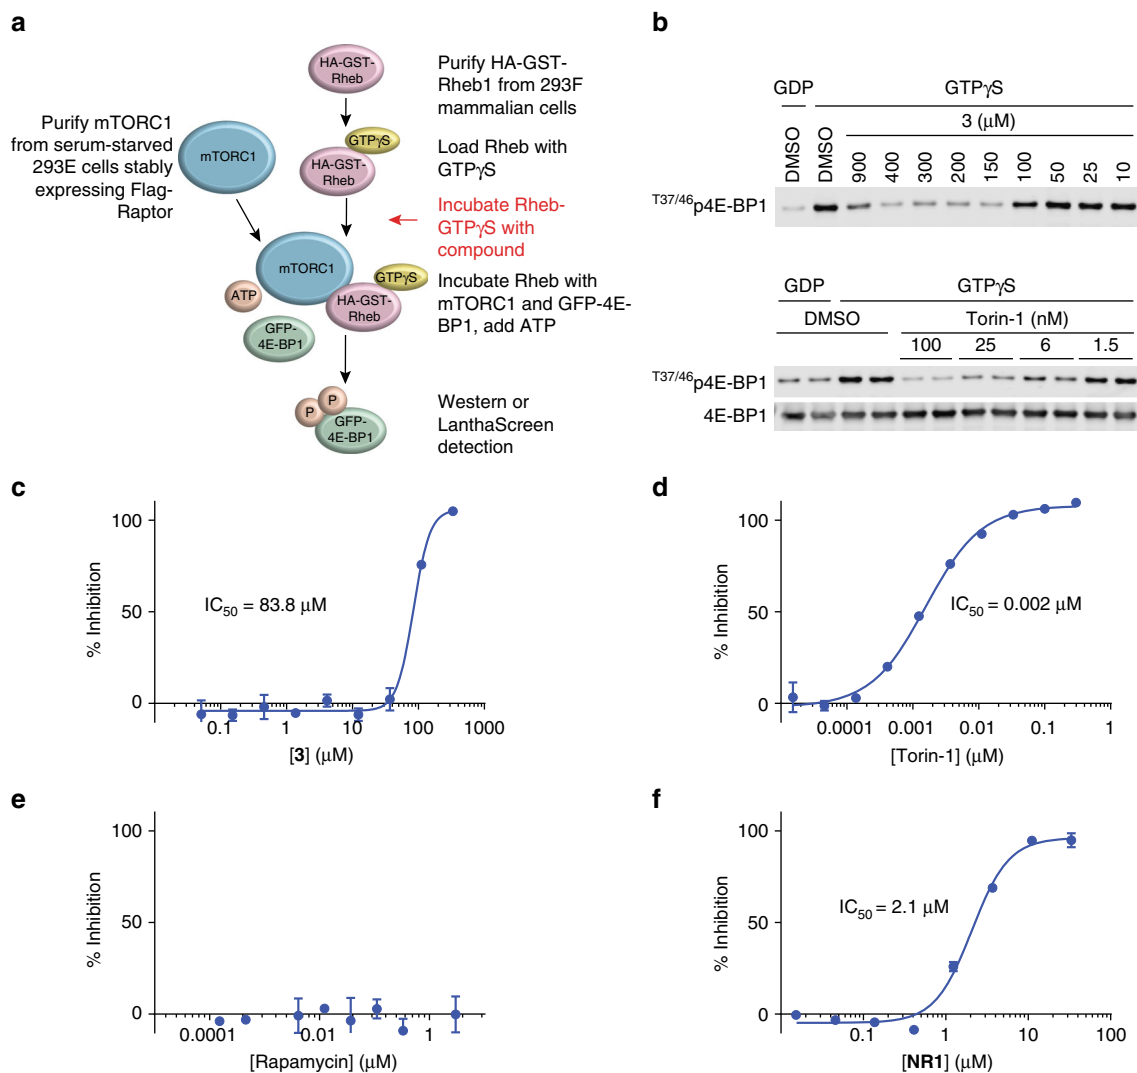 a
HA-GST-
Rheb
Purify HA-GST-
Rheb1 from 293F
mammalian cells
Purify mTORC1
from serum-starved
293E cells stably
expressing Flag-
Raptor
mTORC1
GTPγS
HA-GST-
Rheb
Load Rheb with
GTPγS
Incubate Rheb-
GTPγS with
compound
mTORC1
GTPγS
HA-GST-
Rheb
ATP
GFP-
4E-BP1
Incubate Rheb with
mTORC1 and GFP-4E-
BP1, add ATP
P
P
GFP-
4E-BP1
Western or
LanthaScreen
detection
b
GDP
GTPγS
3 (μM)
DMSO
DMSO
900
400
300
200
150
100
50
25
10
T37/46p4E-BP1
GDP
GTPγS
DMSO
Torin-1 (nM)
100
25
6
1.5
T37/46p4E-BP1
4E-BP1
c
100
50
0
% Inhibition
IC50 = 83.8 μM
0.1
1
10
100
1000
[3] (μM)
d
100
50
0
% Inhibition
IC50 = 0.002 μM
0.0001
0.001
0.01
0.1
1
[Torin-1] (μM)
e
100
50
0
% Inhibition
0.0001
0.01
1
[Rapamycin] (μM)
f
100
50
0
% Inhibition
IC50 = 2.1 μM
0.1
1
10
100
[NR1] (μM)